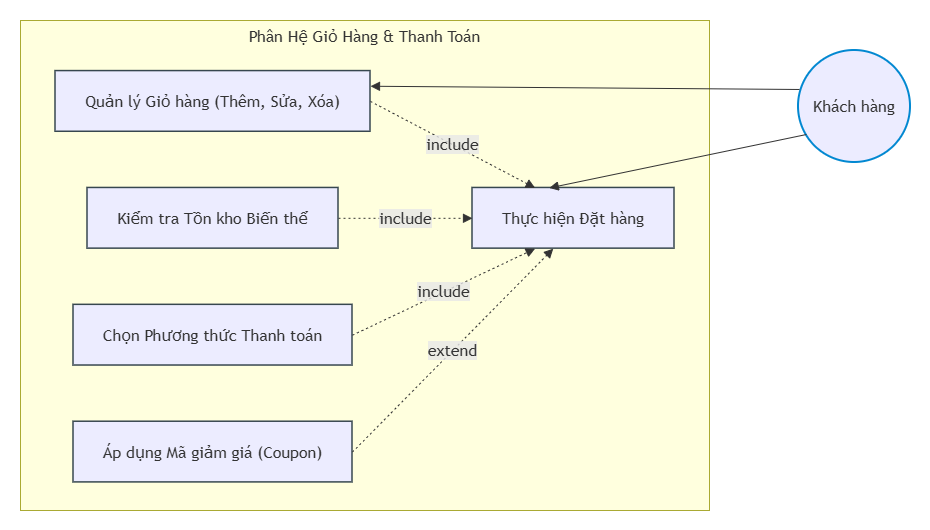 Phân Hệ Giỏ Hàng & Thanh Toán
Quản lý Giỏ hàng (Thêm, Sửa, Xóa)
Khách hàng
include
Kiểm tra Tồn kho Biến thể
include
Thực hiện Đặt hàng
include
Chọn Phương thức Thanh toán
extend
Áp dụng Mã giảm giá (Coupon)